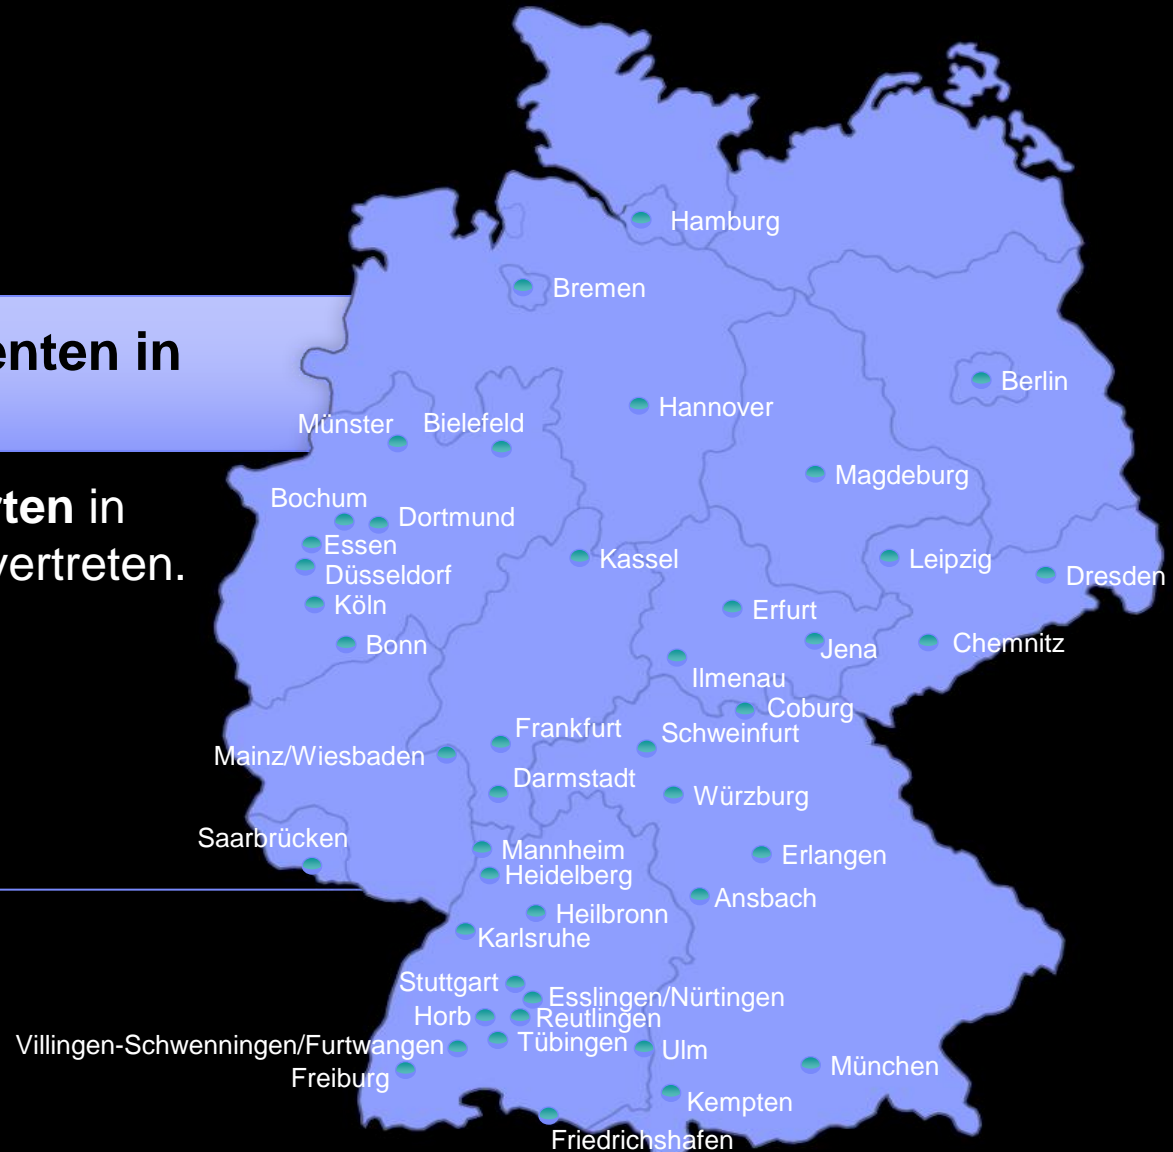 Hamburg
Bremen
enten in
Berlin
Hannover
Münster
Bielefeld
Magdeburg
rten in
Bochum
Dortmund
Essen
vertreten.
Kassel
Leipzig
Düsseldorf
Dresden
Köln
Erfurt
Bonn
Jena
Chemnitz
Ilmenau
Coburg
Frankfurt
Schweinfurt
Mainz/Wiesbaden
Darmstadt
Würzburg
Saarbrücken
Mannheim
Erlangen
Heidelberg
Ansbach
Heilbronn
Karlsruhe
Stuttgart
Esslingen/Nürtingen
Horb
Reutlingen
Villingen-Schwenningen/Furtwangen
Tübingen
Ulm
München
Freiburg
Kempten
Friedrichshafen